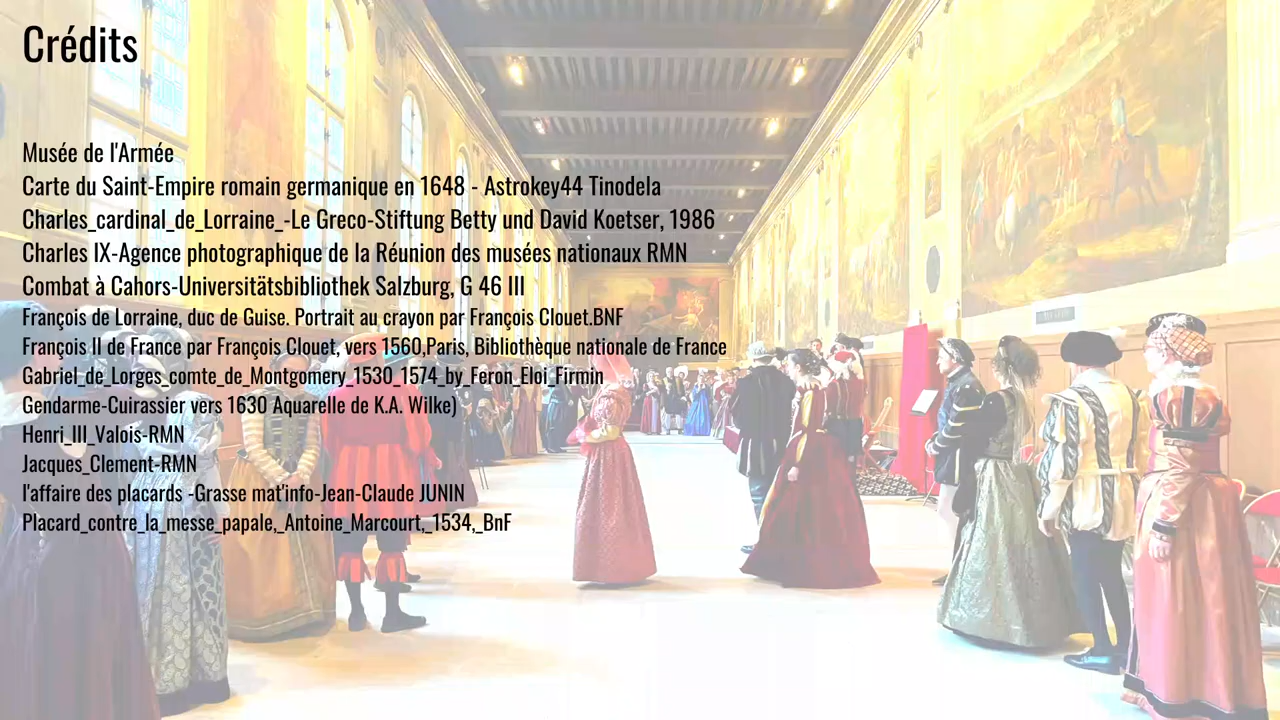 Crédits
Musée de l'Armée
Carte du Saint-Empire romain germanique en 1648 - Astrokey44 Tinodela
Charles_cardinal_de_Lorraine_-Le Greco-Stiftung Betty und David Koetser, 1986
Charles IX-Agence photographique de la Réunion des musées nationaux RMN
Combat à Cahors-Universitätsbibliothek Salzburg, G 46 III
François de Lorraine, duc de Guise. Portrait au crayon par François Clouet.BNF
François II de France par François Clouet, vers 1560,Paris, Bibliothèque nationale de France
Gabriel_de_Lorges_comte_de_Montgomery_1530_1574_by_Feron_Eloi_Firmin
Gendarme-Cuirassier vers 1630 Aquarelle de K.A. Wilke)
Henri_III_Valois-RMN
Jacques_Clement-RMN
l'affaire des placards -Grasse mat'info-Jean-Claude JUNIN
Placard_contre_la_messe_papale,_Antoine_Marcourt,_1534,_BnF